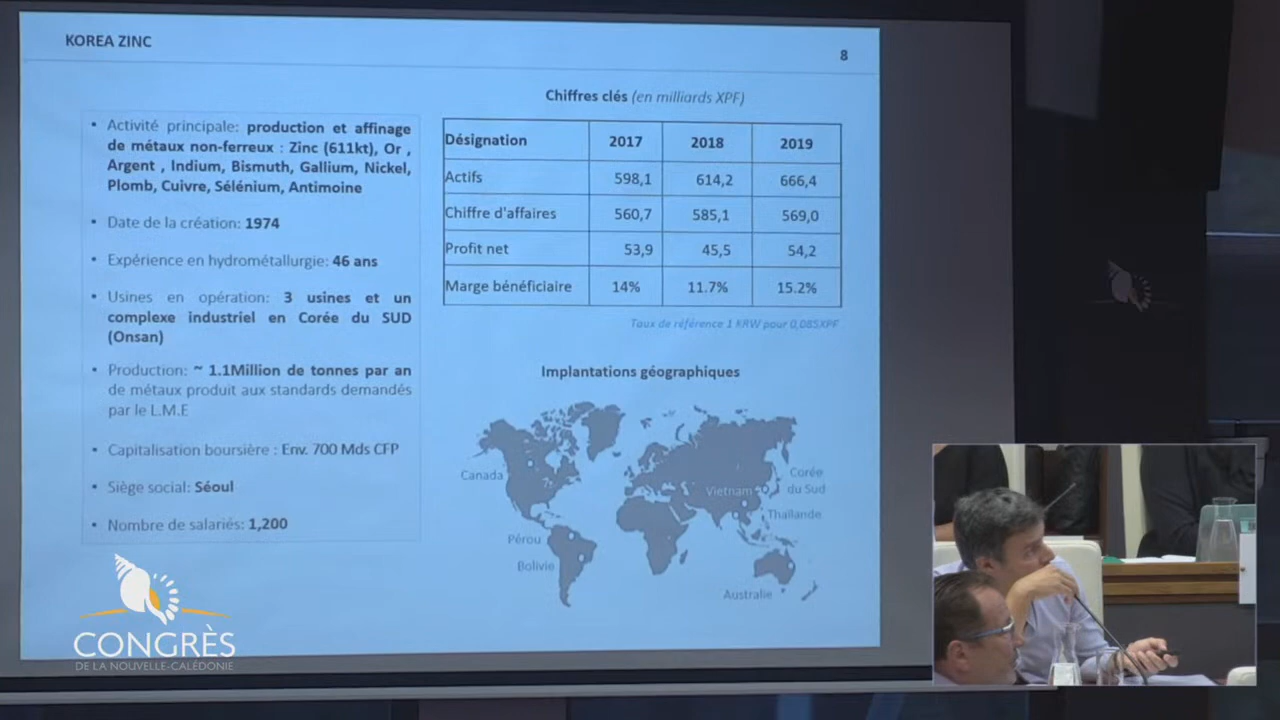 KOREA ZINC
8
• Activité principale: production et affinage
de métaux non-ferreux : Zinc (611kt), Or ,
Argent , Indium, Bismuth, Gallium, Nickel,
Plomb, Cuivre, Sélénium, Antimoine
• Date de la création: 1974
• Expérience en hydrométallurgie: 46 ans
• Usines en opération: 3 usines et un
complexe industriel en Corée du SUD
(Onsan)
• Production: ~ 1.1Million de tonnes par an
de métaux produit aux standards demandés
par le L.M.E
• Capitalisation boursière : Env. 700 Mds CFP
• Siège social: Séoul
• Nombre de salariés: 1,200
Chiffres clés (en milliards XPF)
Désignation 2017 2018 2019
Actifs 598,1 614,2 666,4
Chiffre d'affaires 560,7 585,1 569,0
Profit net 53,9 45,5 54,2
Marge bénéficiaire 14% 11.7% 15.2%
Taux de référence 1 KRW pour 0,085XPF
Implantations géographiques
Canada
Corée
du Sud
Vietnam
Thaïlande
Pérou
Bolivie
Australie
CONGRÈS
DE LA NOUVELLE-CALÉDONIE